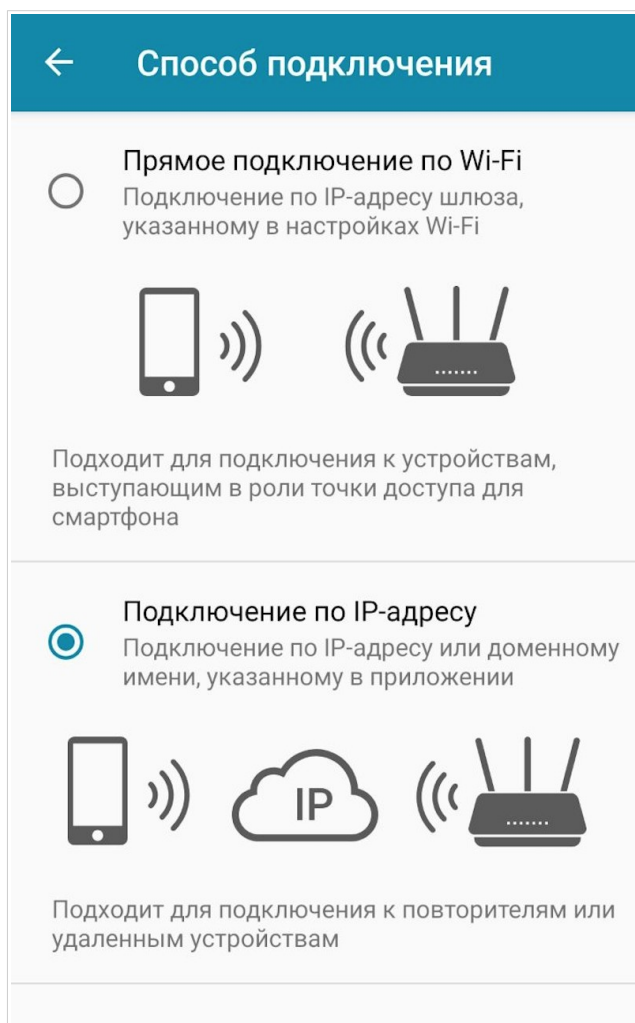 Способ подключения
Прямое подключение по Wi-Fi
Подключение по IP-адресу шлюза,
указанному в настройках Wi-Fi
Подходит для подключения к устройствам,
выступающим в роли точки доступа для
смартфона
Подключение по IP-адресу
Подключение по IP-адресу или доменному
имени, указанному в приложении
IP
Подходит для подключения к повторителям или
удаленным устройствам